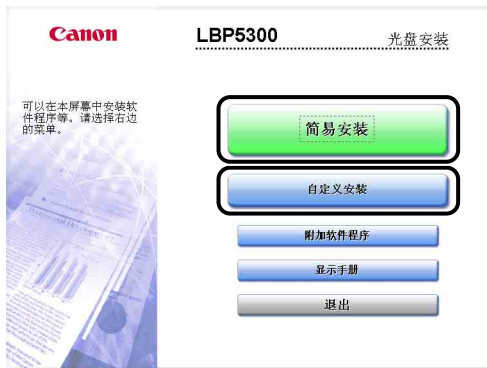 Canon
LBP5300
光盘安装
可以在本屏幕中安装软
件程序等。请选择右边
的菜单。
简易安装
自定义安装
附加软件程序
显示手册
退出